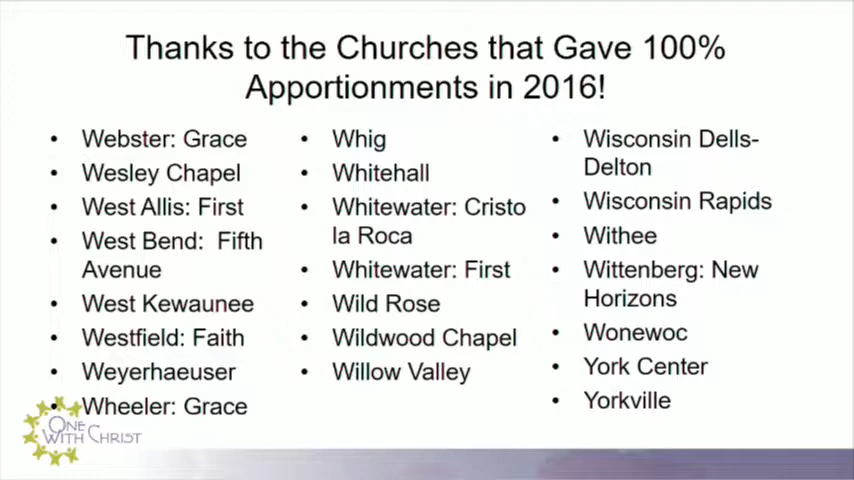 Thanks to the Churches that Gave 100%
Apportionments in 2016!
• Webster: Grace
• Wesley Chapel
• West Allis: First
• West Bend:  Fifth
Avenue
• West Kewaunee
• Westfield: Faith
• Weyerhaeuser
• Wheeler: Grace
• Whig
• Whitehall
• Whitewater: Cristo
la Roca
• Whitewater: First
• Wild Rose
• Wildwood Chapel
• Willow Valley
• Wisconsin Dells-
Delton
• Wisconsin Rapids
• Withee
• Wittenberg: New
Horizons
• Wonewoc
• York Center
• Yorkville
ONE
WITH CHRIST